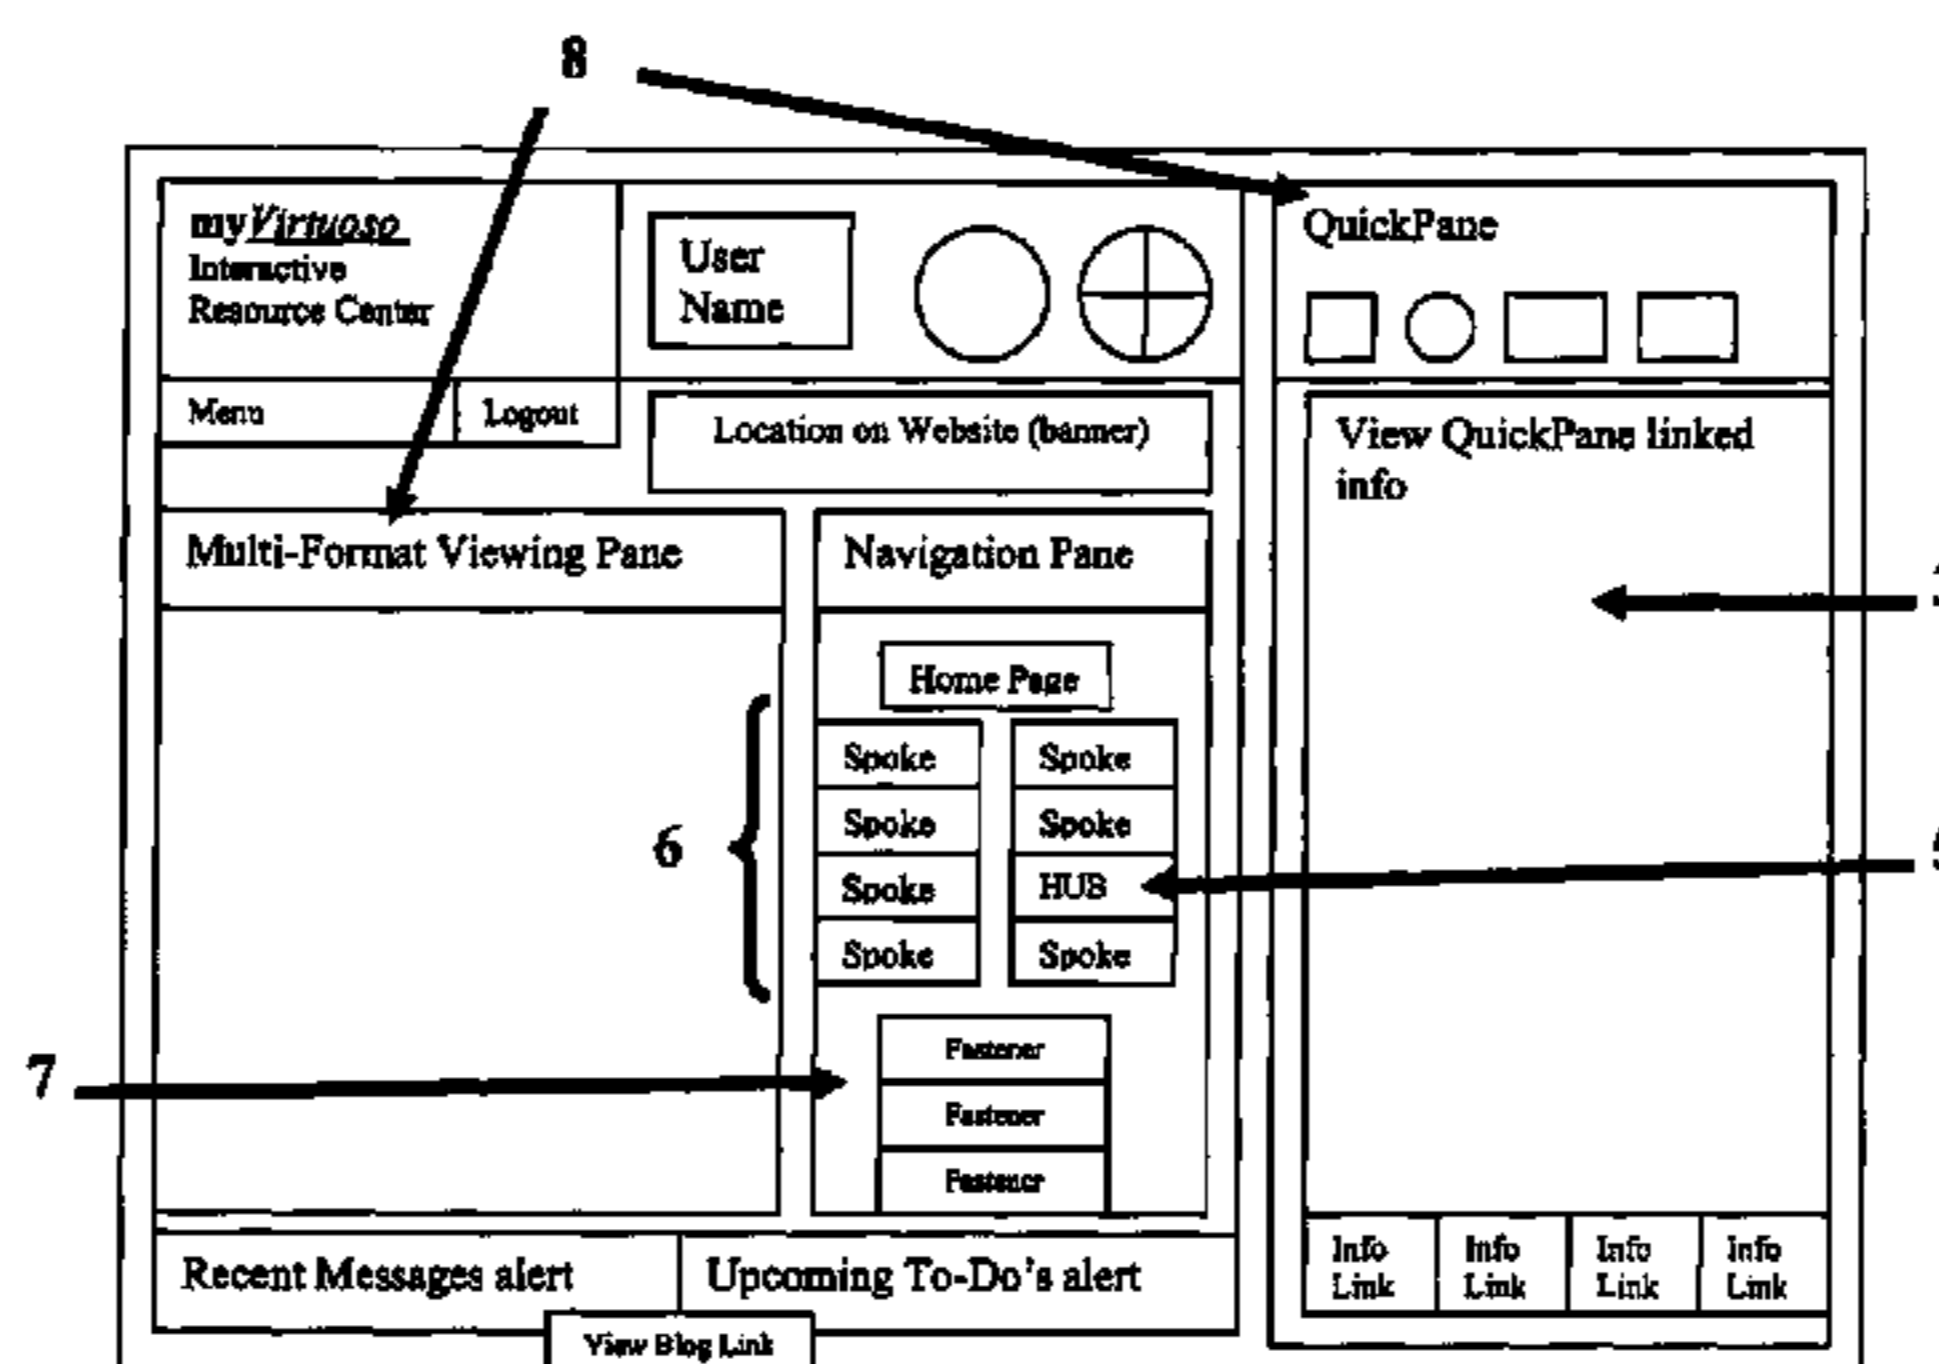 8
myVirtuoso
Interactive
Resource Center
User
Name
QuickPane
Menu
Logout
Location on Website (banner)
View QuickPane linked
info
Multi-Format Viewing Pane
Navigation Pane
Home Page
Spoke
Spoke
Spoke
Spoke
6
Spoke
HUB
Spoke
Spoke
7
Fastener
Fastener
Fastener
Info
Link
Info
Link
Info
Link
Info
Link
Recent Messages alert
Upcoming To-Do's alert
View Blog Link